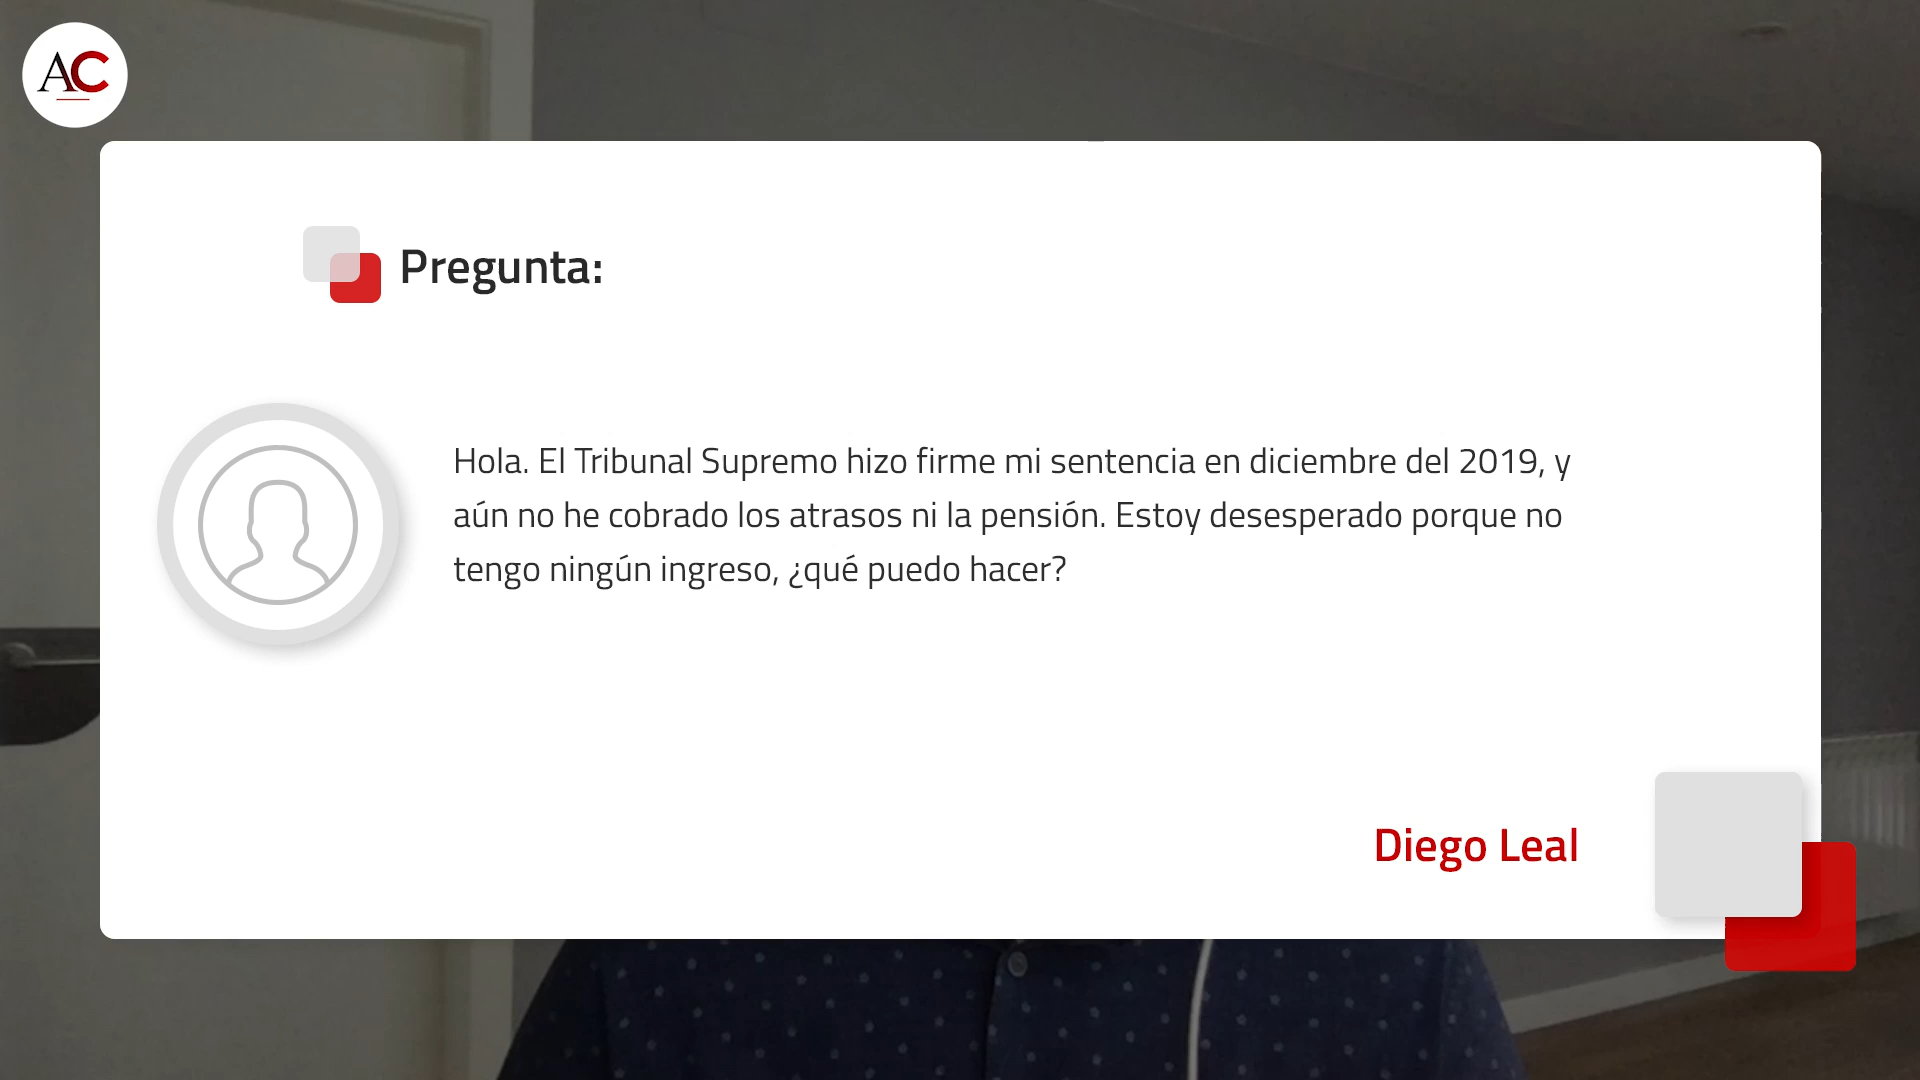 AC
Pregunta:
Hola. El Tribunal Supremo hizo firme mi sentencia en diciembre del 2019, y
aún no he cobrado los atrasos ni la pensión. Estoy desesperado porque no
tengo ningún ingreso, ¿qué puedo hacer?
Diego Leal